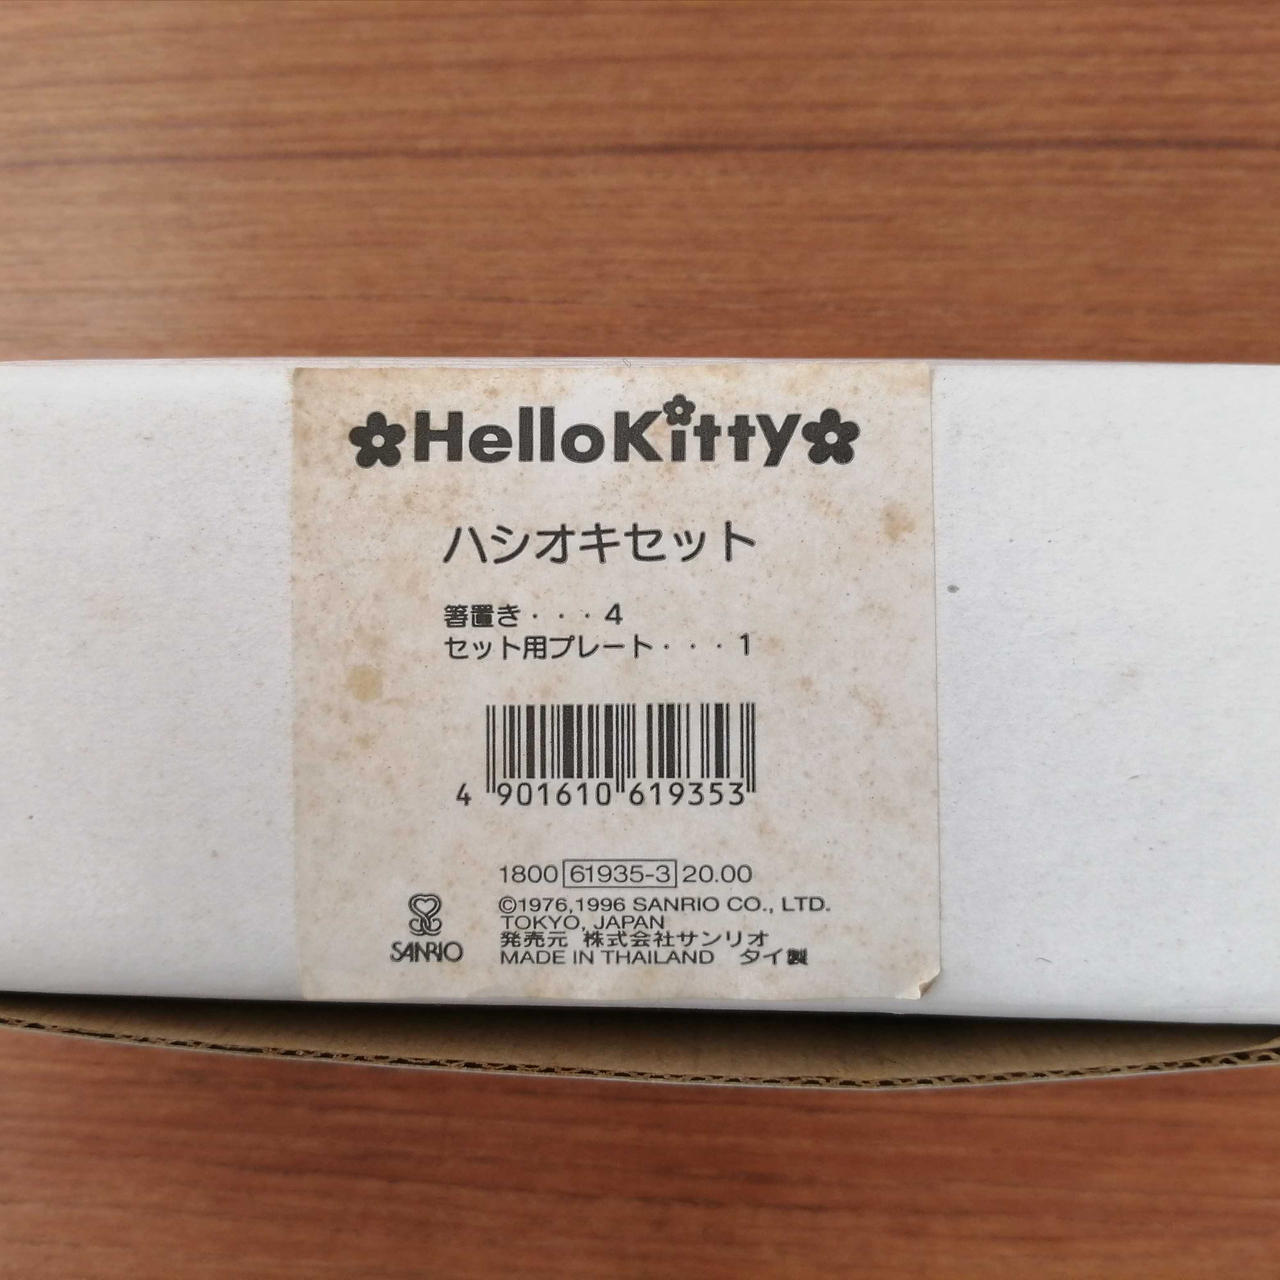 HelloKitty
ハシオキセット
箸置き・・・4
セット用プレート・・・1
4 901610 619353
1800 61935-3 20.00
©1976,1996 SANRIO CO., LTD.
TOKYO, JAPAN
発売元 株式会社サンリオ
MADE IN THAILAND タイ製
SANRIO